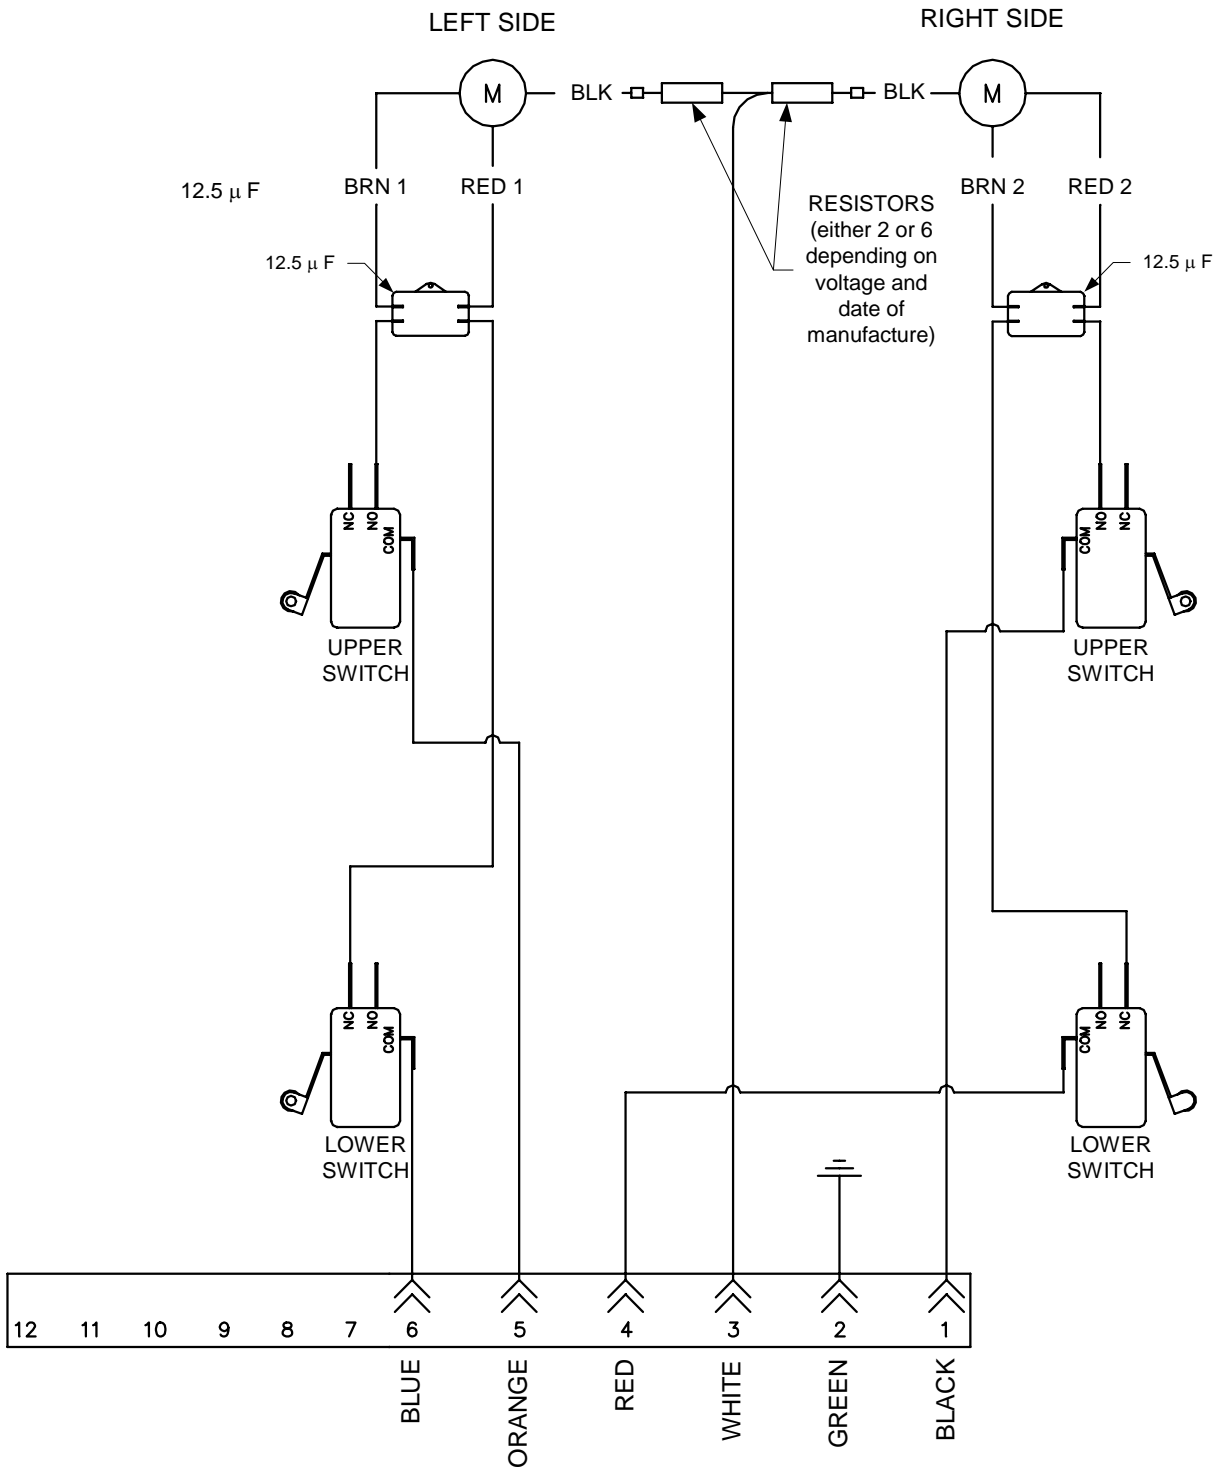 LEFT SIDE
RIGHT SIDE
M
BLK
BLK
M
12.5 μ F
BRN 1
RED 1
BRN 2
RED 2
RESISTORS
(either 2 or 6
depending on
voltage and
date of
manufacture)
12.5 μ F
12.5 μ F
NC
NO
COM
UPPER
SWITCH
COM
NO
NC
UPPER
SWITCH
NC
NO
COM
LOWER
SWITCH
COM
NO
NC
LOWER
SWITCH
12 11 10 9 8 7 6 5 4 3 2 1
BLUE
ORANGE
RED
WHITE
GREEN
BLACK